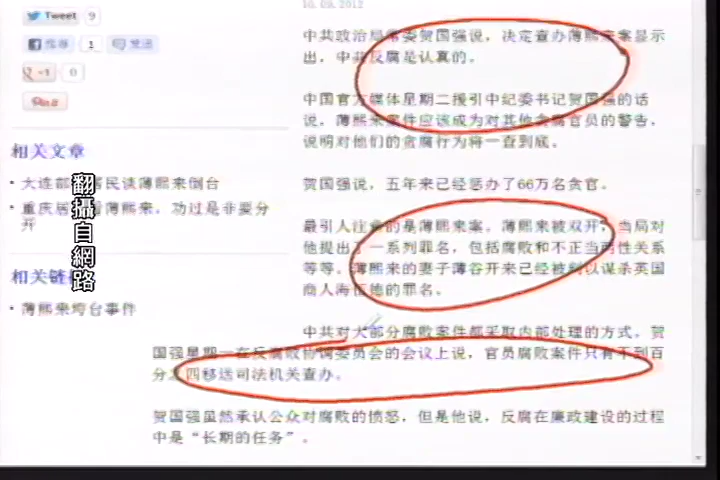 10. 09. 2012
Tweet 9
推荐 1 发送
+1 0
Pin it
中共政治局常委贺国强说，决定查办薄熙来案显示
出，中共反腐是认真的。
中国官方媒体星期二援引中纪委书记贺国强的话
说，薄熙来案件应该成为对其他贪腐官员的警告，
说明对他们的贪腐行为将一查到底。
贺国强说，五年来已经惩办了66万名贪官。
最引人注意的是薄熙来案。薄熙来被双开，当局对
他提出了一系列罪名，包括腐败和不正当两性关系
等等。薄熙来的妻子薄谷开来已经被判以谋杀英国
商人海伍德的罪名。
中共对大部分腐败案件都采取内部处理的方式。贺
国强星期一在反腐败协调委员会的会议上说，官员腐败案件只有不到百
分之四移送司法机关查办。
贺国强虽然承认公众对腐败的愤怒，但是他说，反腐在廉政建设的过程
中是“长期的任务”。
相关文章
大连部 民谈薄熙来倒台
重庆居 薄熙来，功过是非要分
开
相关链
薄熙来垮台事件
翻攝自網路